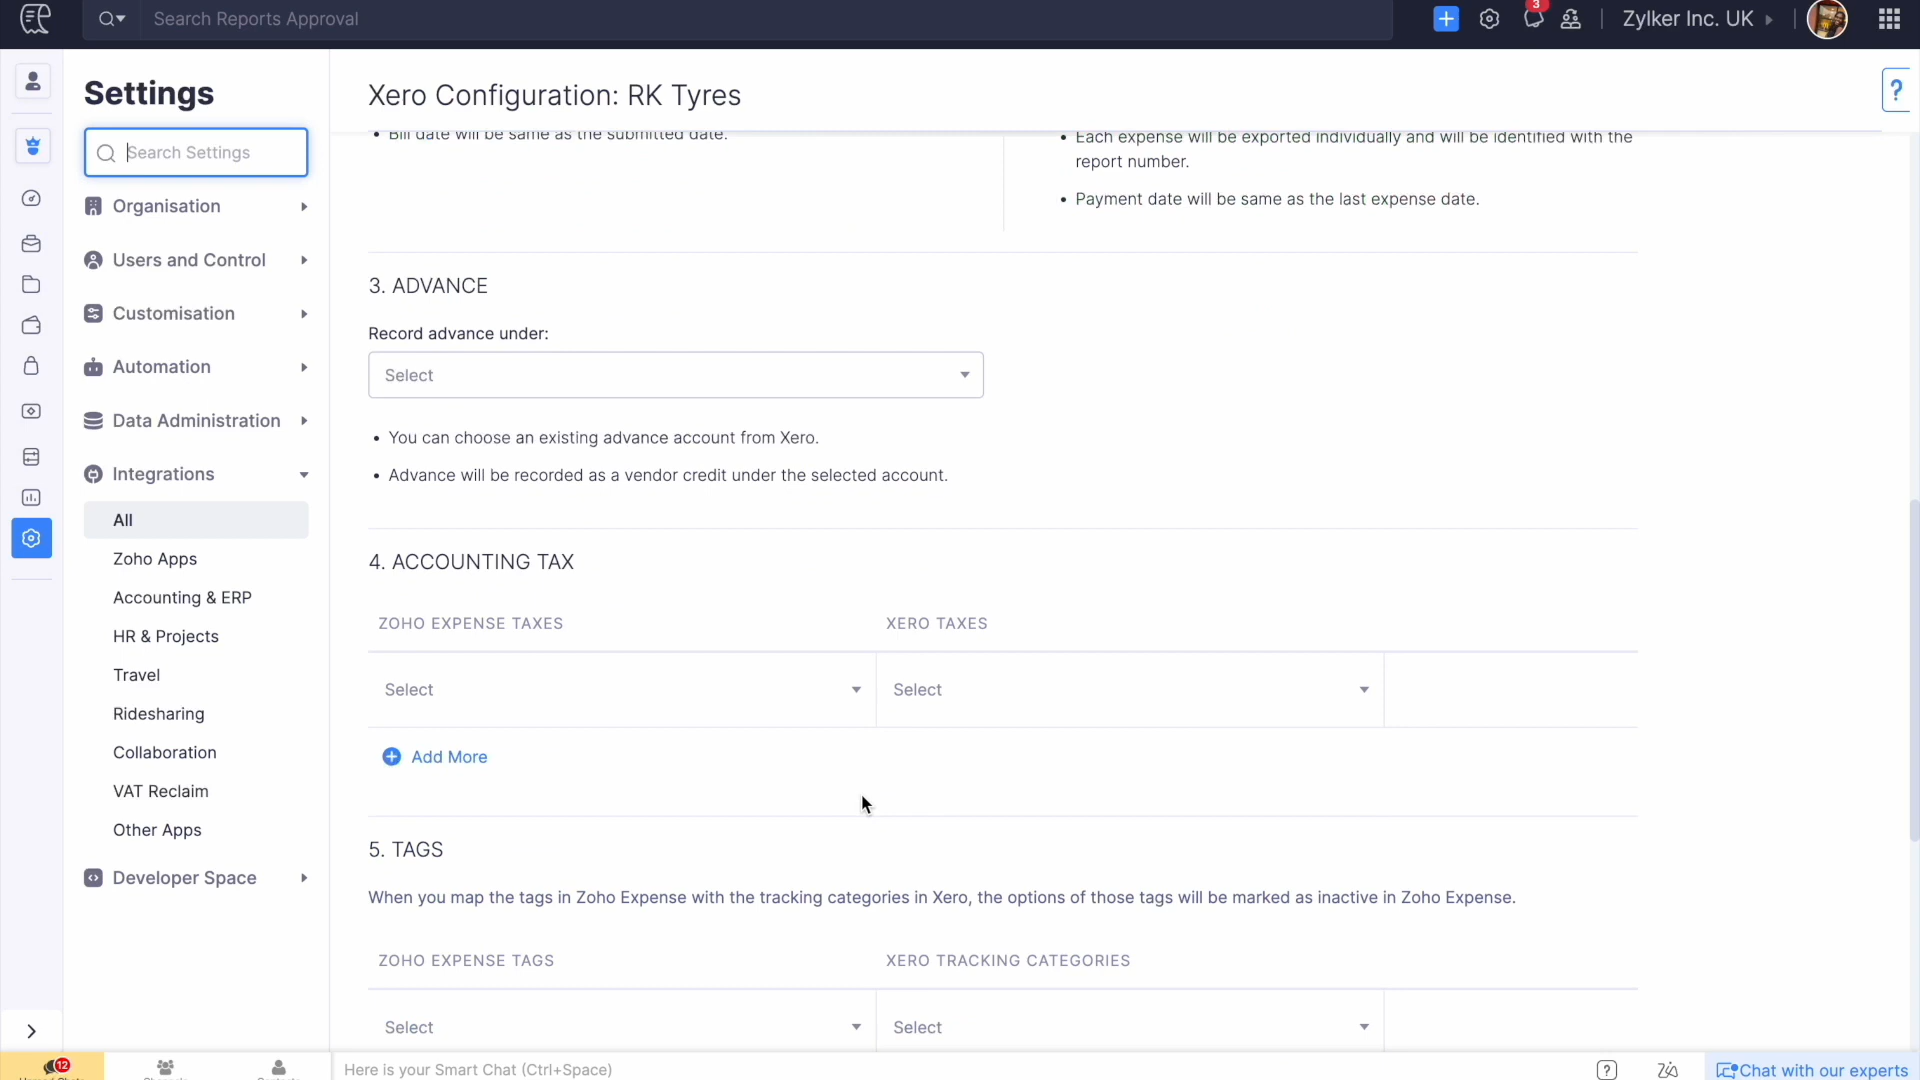 Search Reports Approval
3
Zylker Inc. UK
Settings
Search Settings
Organisation
Users and Control
Customisation
Automation
Data Administration
Integrations
All
Zoho Apps
Accounting & ERP
HR & Projects
Travel
Ridesharing
Collaboration
VAT Reclaim
Other Apps
Developer Space
Xero Configuration: RK Tyres
?
• Bill date will be same as the submitted date.
• Each expense will be exported individually and will be identified with the
report number.
• Payment date will be same as the last expense date.
3. ADVANCE
Record advance under:
Select
• You can choose an existing advance account from Xero.
• Advance will be recorded as a vendor credit under the selected account.
4. ACCOUNTING TAX
ZOHO EXPENSE TAXES XERO TAXES
Select Select
Add More
5. TAGS
When you map the tags in Zoho Expense with the tracking categories in Xero, the options of those tags will be marked as inactive in Zoho Expense.
ZOHO EXPENSE TAGS XERO TRACKING CATEGORIES
Select Select
12
Here is your Smart Chat (Ctrl+Space)
?
Chat with our experts